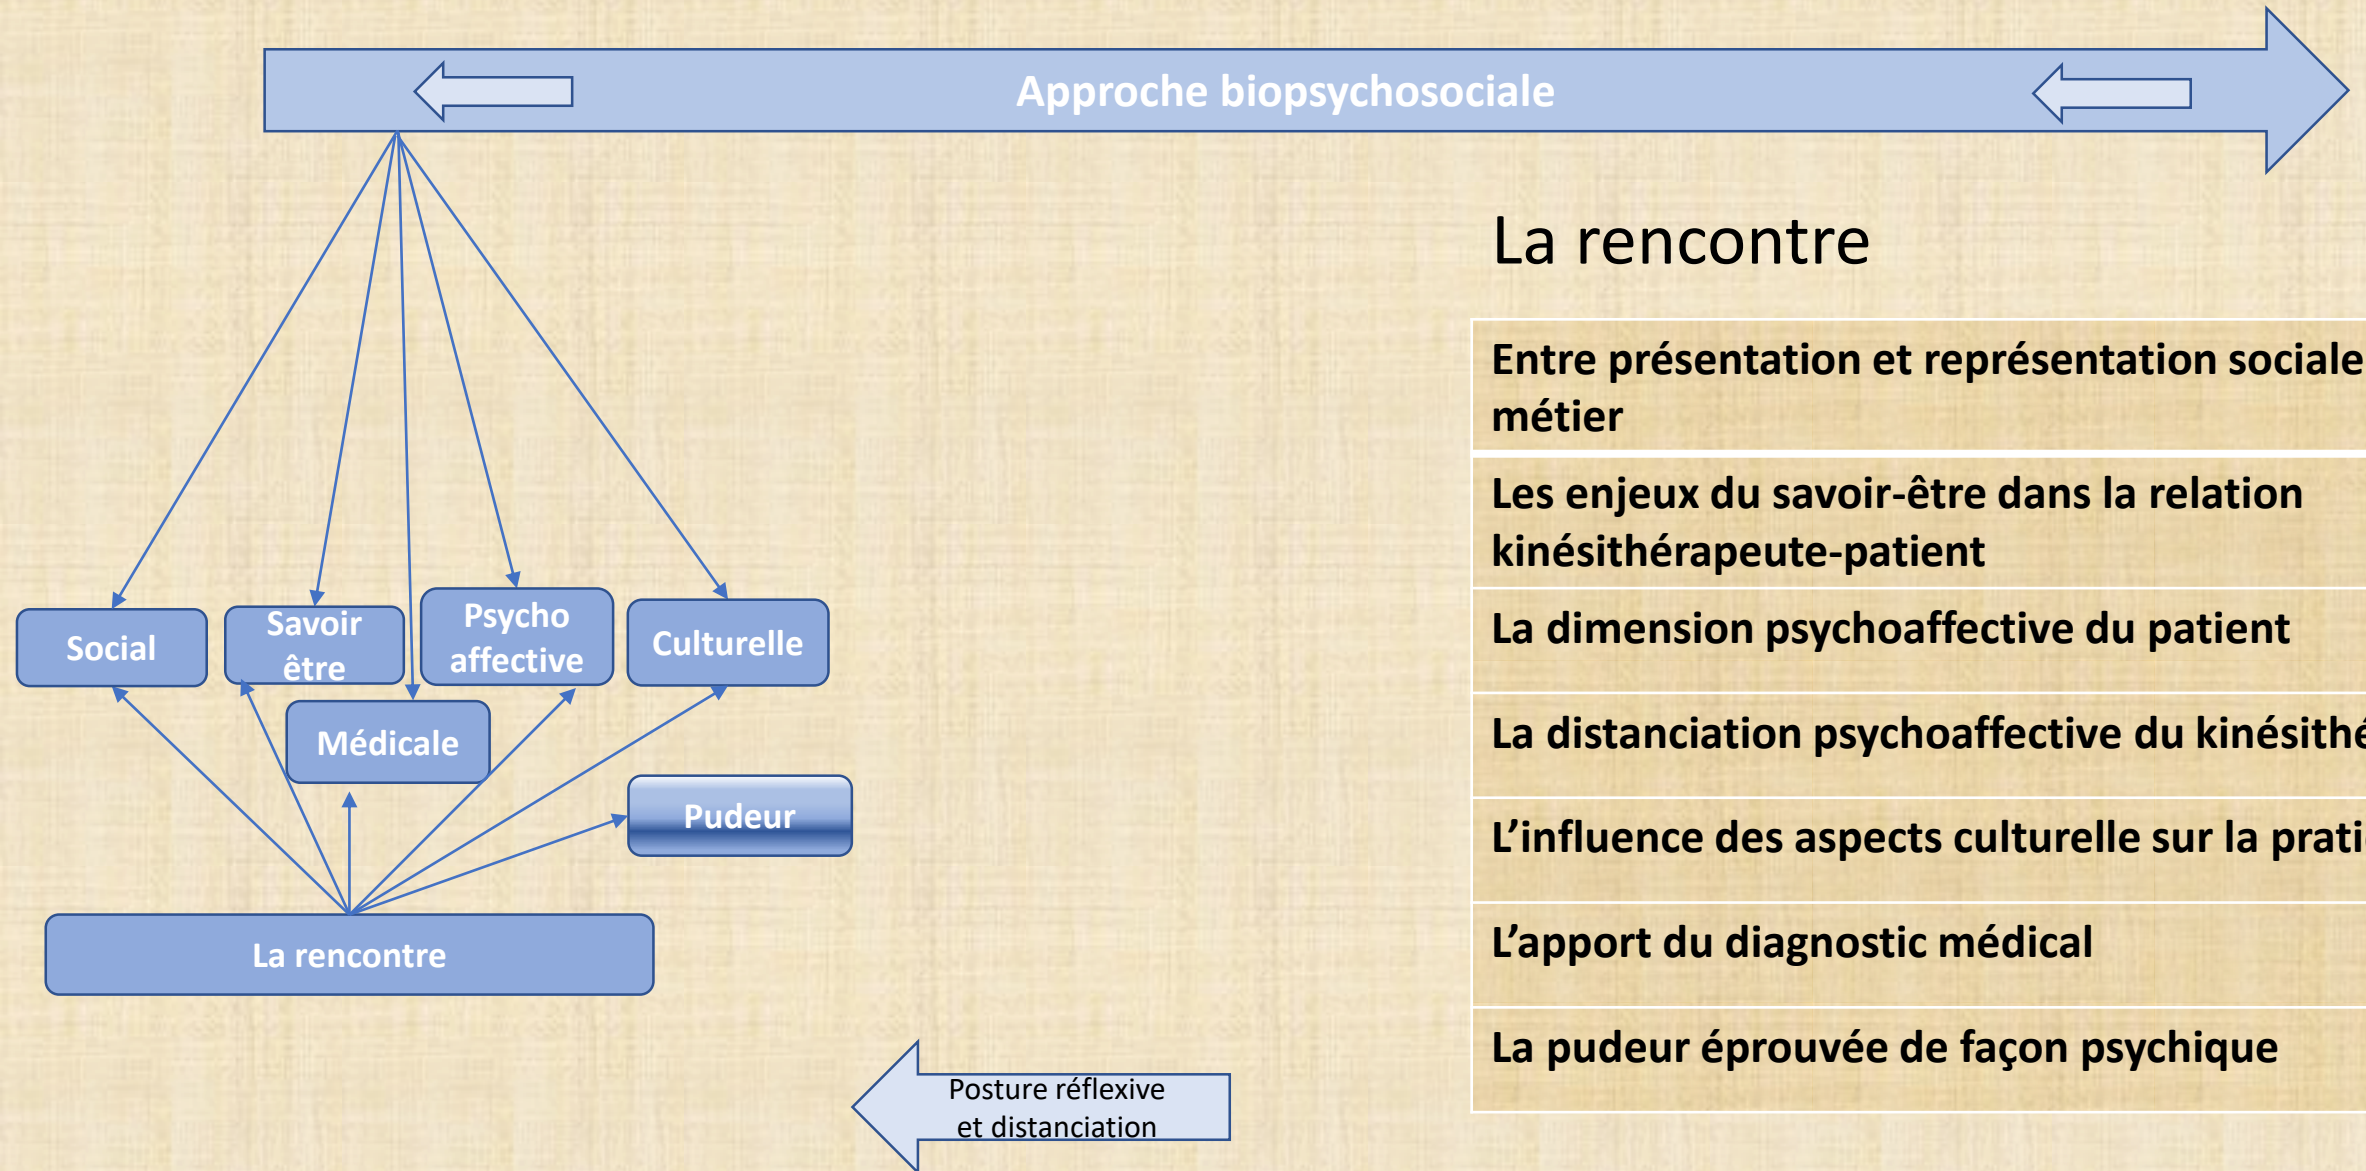 Approche biopsychosociale
La rencontre
Entre présentation et représentation sociale
métier
Les enjeux du savoir-être dans la relation
kinésithérapeute-patient
La dimension psychoaffective du patient
La distanciation psychoaffective du
L’influence des aspects culturelle sur la
L’apport du diagnostic médical
La pudeur éprouvée de façon psychique
Social
Savoir
être
Psycho
affective
Culturelle
Médicale
Pudeur
La rencontre
Posture réflexive
et distanciation